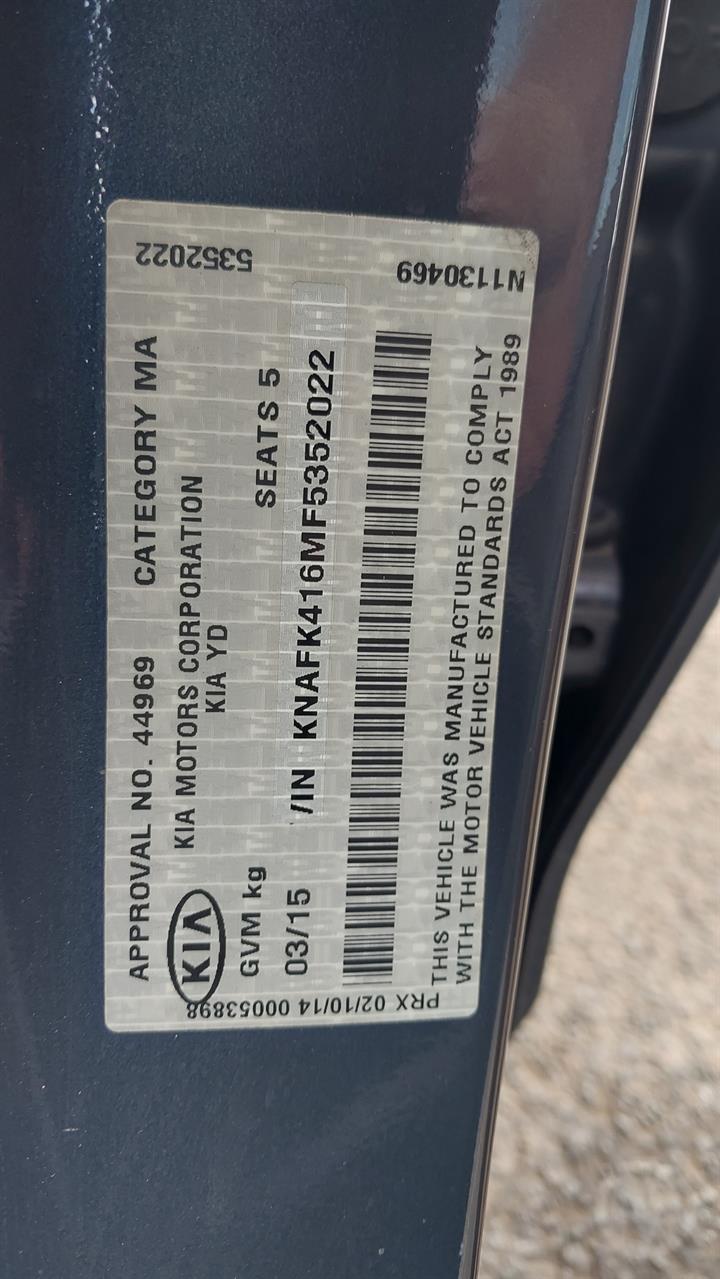 APPROVAL NO. 44969 CATEGORY MA
KIA
KIA MOTORS CORPORATION
KIA YD
GVM kg SEATS 5
03/15 /IN KNAFK416MF5352022
THIS VEHICLE WAS MANUFACTURED TO COMPLY
WITH THE MOTOR VEHICLE STANDARDS ACT 1989
PRX 02/10/14 00053898
5352022
N1130469